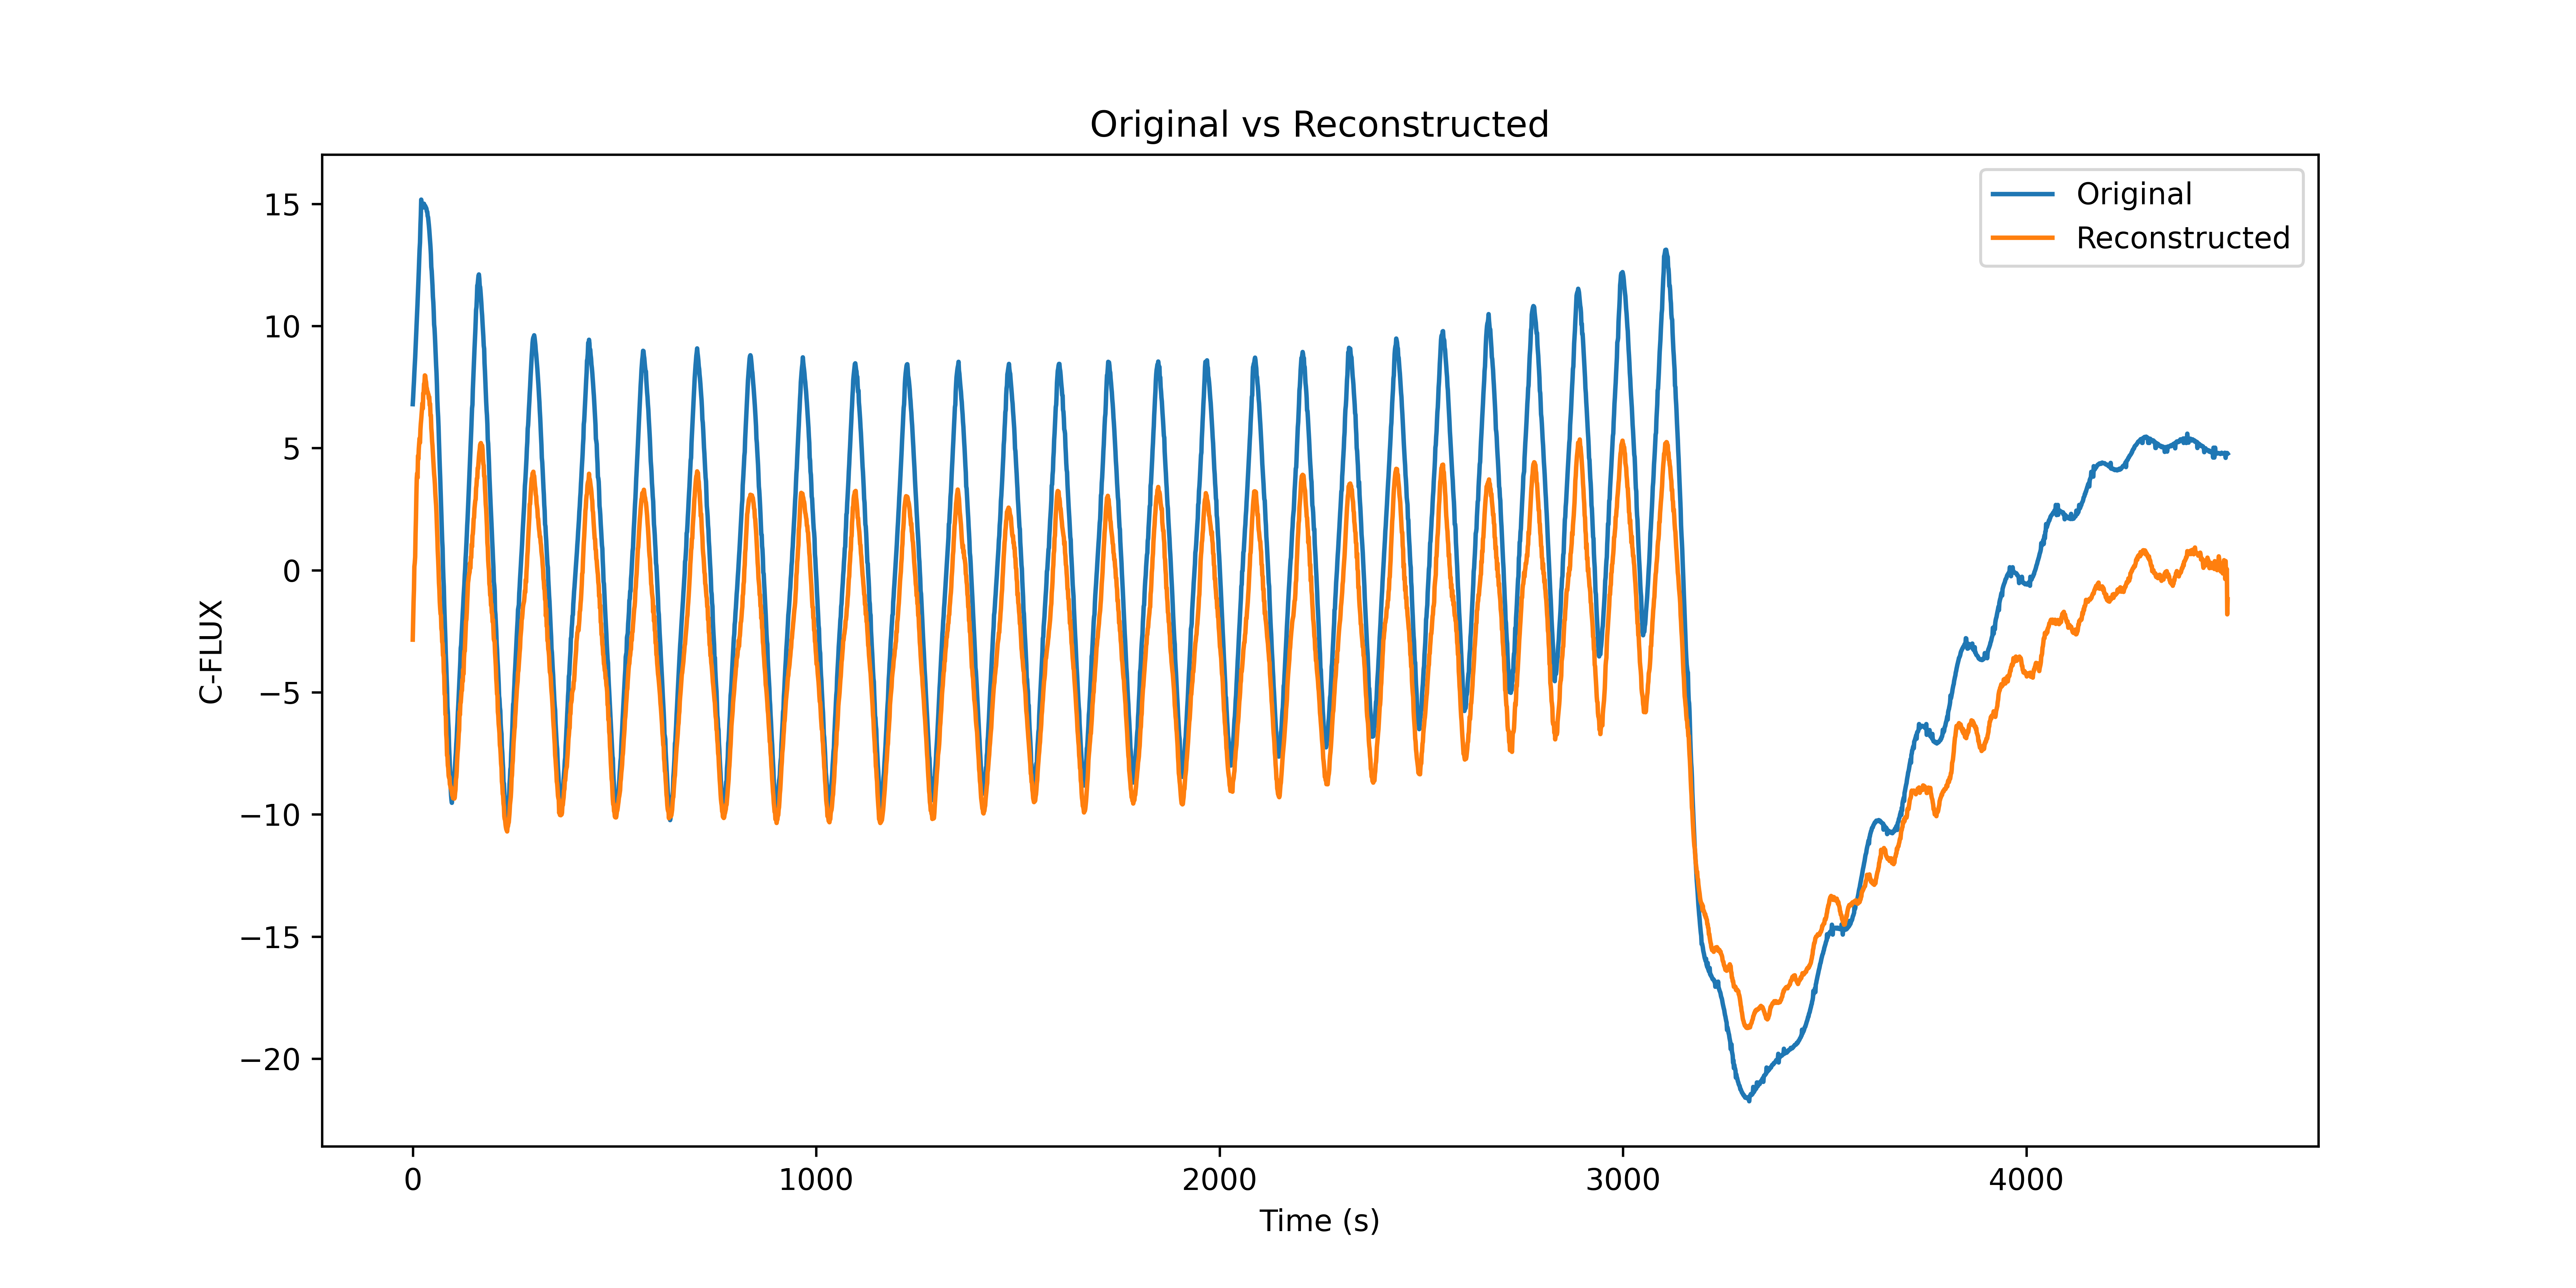 Original vs Reconstructed
Original
Reconstructed
C-FLUX
15
10
5
0
−5
−10
−15
−20
0 1000 2000 3000 4000
Time (s)